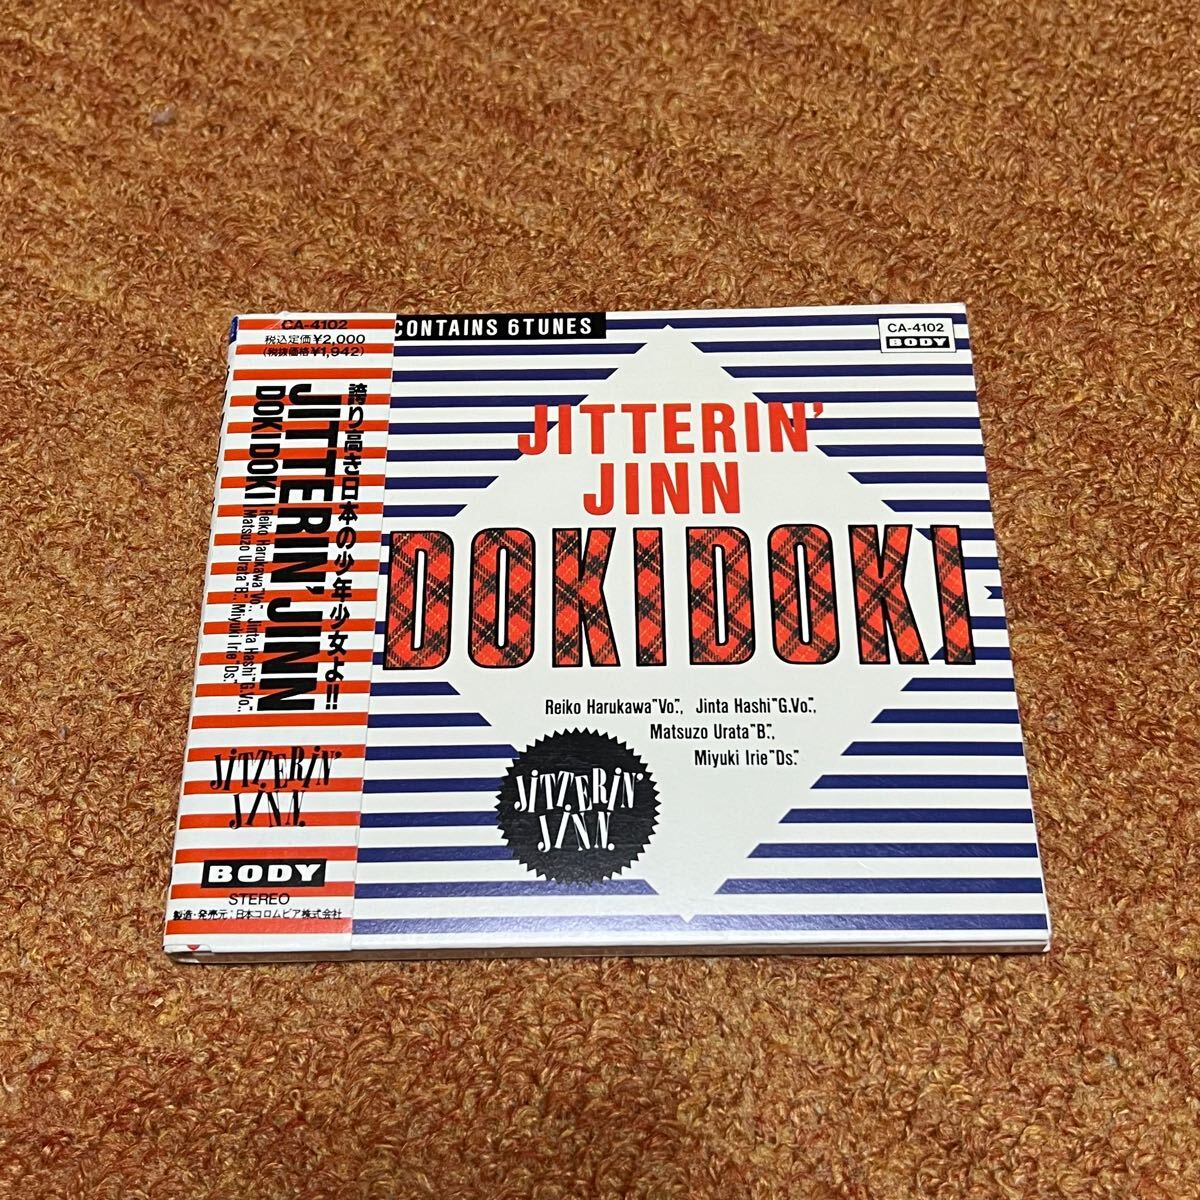 CA-4102
税込定価¥2,000
(税抜価格¥1,942)
誇り高き日本の少年少女よ!!
JITTERIN' JINN
DOKI DOKI
Reiko Harukawa"Vo.", Jinta Hashi"G.Vo.",
Matsuzo Urata"B.", Miyuki Irie"Ds."
JITTERIN'
JINN.
BODY
STEREO
製造・発売元:日本コロムビア株式会社
CONTAINS 6TUNES
CA-4102
BODY
JITTERIN'
JINN
DOKIDOKI
Reiko Harukawa"Vo.", Jinta Hashi"G.Vo.",
Matsuzo Urata"B.",
Miyuki Irie"Ds."
JITTERIN'
JINN.